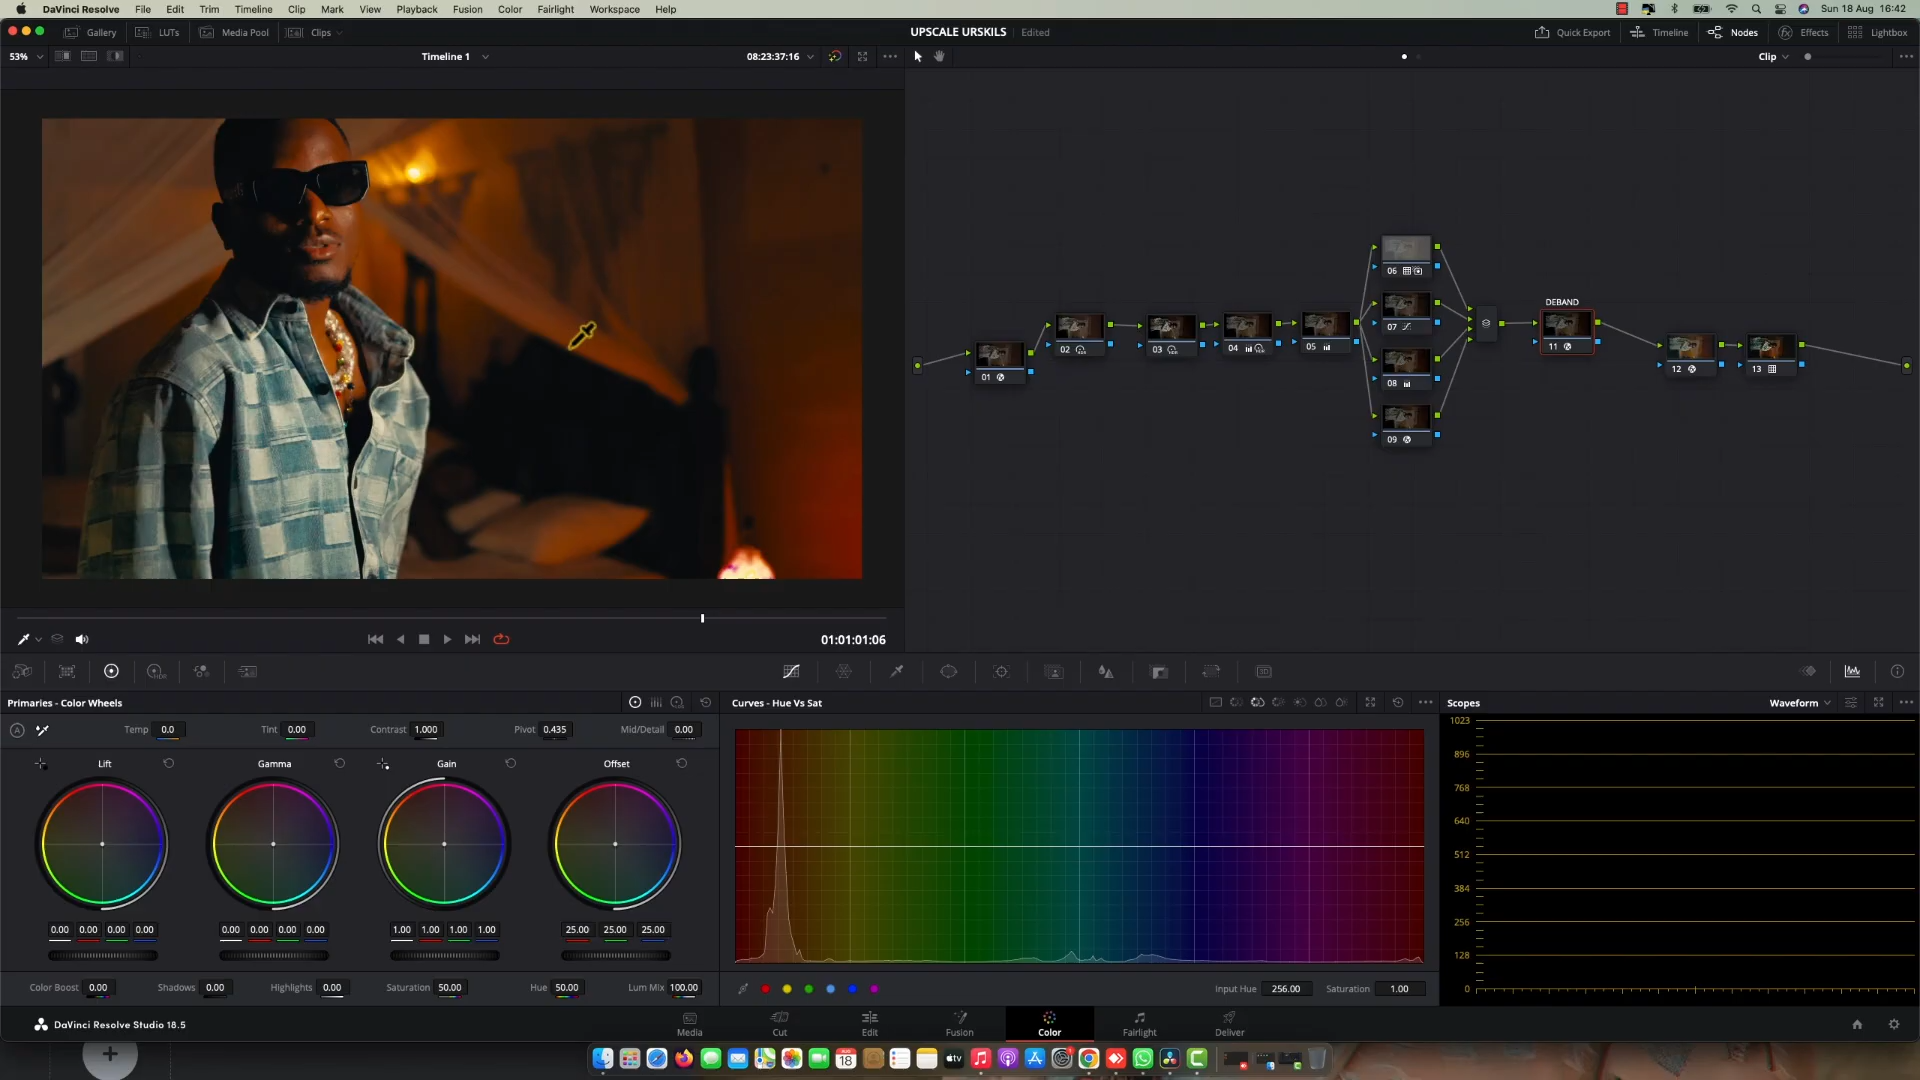 DaVinci Resolve File Edit Trim Timeline Clip Mark View Playback Fusion Color Fairlight Workspace Help Sun 18 Aug 16:42
Gallery LUTs Media Pool Clips UPSCALE URSKILS Edited Quick Export Timeline Nodes Effects Lightbox
53% Timeline 1 08:23:37:16 Clip
06
DEBAND
07
02 03 04 05 11
12 13
01
08
09
01:01:01:06
Primaries - Color Wheels Curves - Hue Vs Sat Scopes Waveform
Temp 0.0 Tint 0.00 Contrast 1.000 Pivot 0.435 Mid/Detail 0.00
Lift Gamma Gain Offset
0.00 0.00 0.00 0.00 0.00 0.00 0.00 0.00 1.00 1.00 1.00 1.00 25.00 25.00 25.00
1023
896
768
640
512
384
256
128
0
Color Boost 0.00 Shadows 0.00 Highlights 0.00 Saturation 50.00 Hue 50.00 Lum Mix 100.00 Input Hue 256.00 Saturation 1.00
DaVinci Resolve Studio 18.5 Media Cut Edit Fusion Color Fairlight Deliver
AUG
18
tv